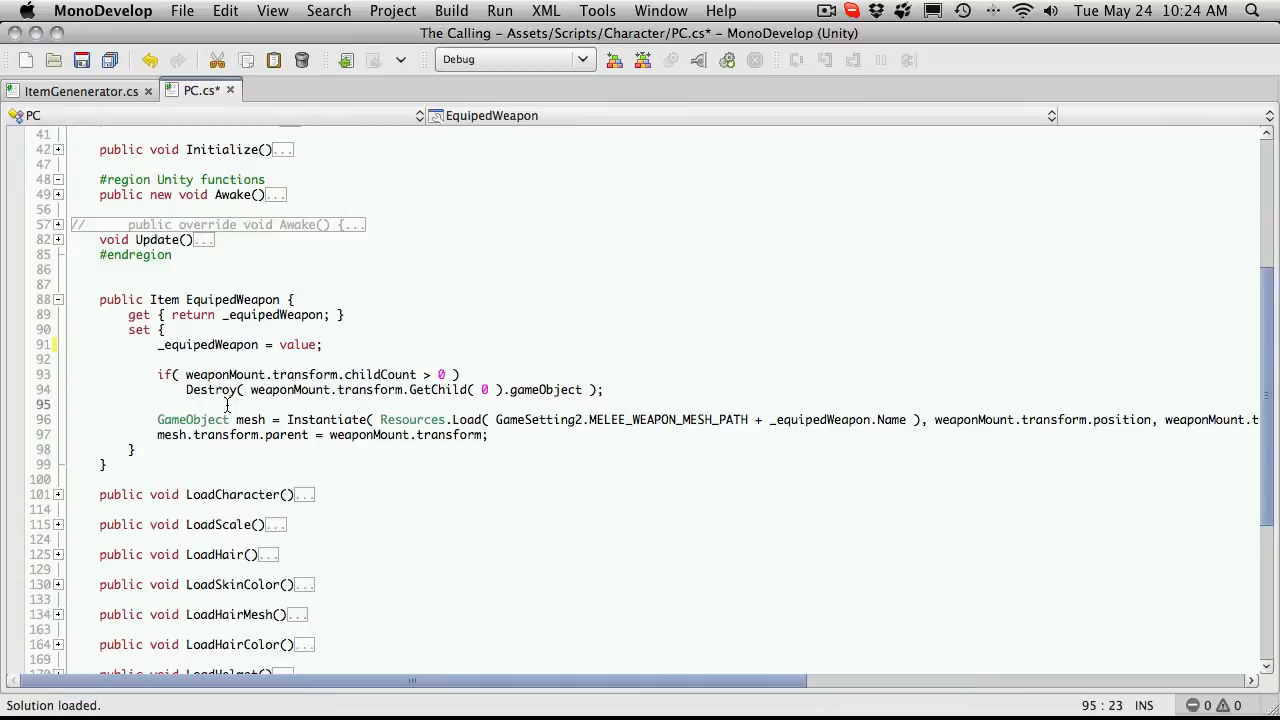 MonoDevelop File Edit View Search Project Build Run XML Tools Window Help Tue May 24 10:24 AM
The Calling - Assets/Scripts/Character/PC.cs* - MonoDevelop (Unity)
Debug
ItemGenenerator.cs PC.cs*
PC EquipedWeapon
41
42 public void Initialize()...
47
48 #region Unity functions
49 public new void Awake()...
56
57 // public override void Awake() {...
82 void Update()...
85 #endregion
86
87
88 public Item EquipedWeapon {
89 get { return _equipedWeapon; }
90 set {
91 _equipedWeapon = value;
92
93 if( weaponMount.transform.childCount > 0 )
94 Destroy( weaponMount.transform.GetChild( 0 ).gameObject );
95
96 GameObject mesh = Instantiate( Resources.Load( GameSetting2.MELEE_WEAPON_MESH_PATH + _equipedWeapon.Name ), weaponMount.transform.position, weaponMount.t
97 mesh.transform.parent = weaponMount.transform;
98 }
99 }
100
101 public void LoadCharacter()...
114
115 public void LoadScale()...
124
125 public void LoadHair()...
129
130 public void LoadSkinColor()...
133
134 public void LoadHairMesh()...
163
164 public void LoadHairColor()...
169
170 public void LoadHelmet()...
Solution loaded. 95 : 23 INS 0 0